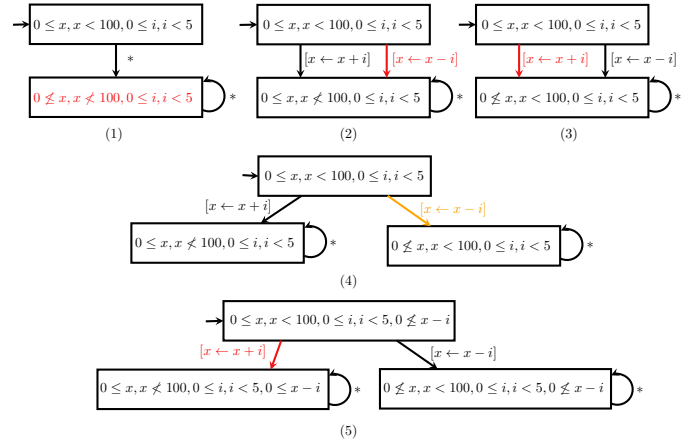 0 ≤ x, x < 100, 0 ≤ i, i < 5
∗
0 ≰ x, x ≮ 100, 0 ≤ i, i < 5
∗
(1)
0 ≤ x, x < 100, 0 ≤ i, i < 5
[x ← x + i]
[x ← x − i]
0 ≤ x, x ≮ 100, 0 ≤ i, i < 5
∗
(2)
0 ≤ x, x < 100, 0 ≤ i, i < 5
[x ← x + i]
[x ← x − i]
0 ≰ x, x < 100, 0 ≤ i, i < 5
∗
(3)
0 ≤ x, x < 100, 0 ≤ i, i < 5
[x ← x + i]
[x ← x − i]
0 ≤ x, x ≮ 100, 0 ≤ i, i < 5
∗
0 ≰ x, x < 100, 0 ≤ i, i < 5
∗
(4)
0 ≤ x, x < 100, 0 ≤ i, i < 5, 0 ≰ x − i
[x ← x + i]
[x ← x − i]
0 ≤ x, x ≮ 100, 0 ≤ i, i < 5, 0 ≤ x − i
∗
0 ≰ x, x < 100, 0 ≤ i, i < 5, 0 ≰ x − i
∗
(5)